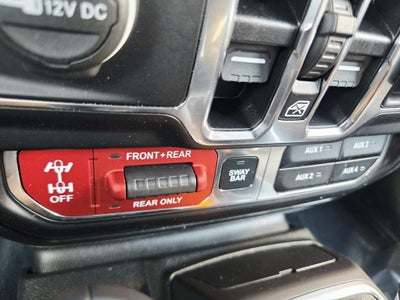 12V DC
FRONT+REAR
OFF
REAR ONLY
SWAY
BAR
AUX 1
AUX 3
AUX 2
AUX 4